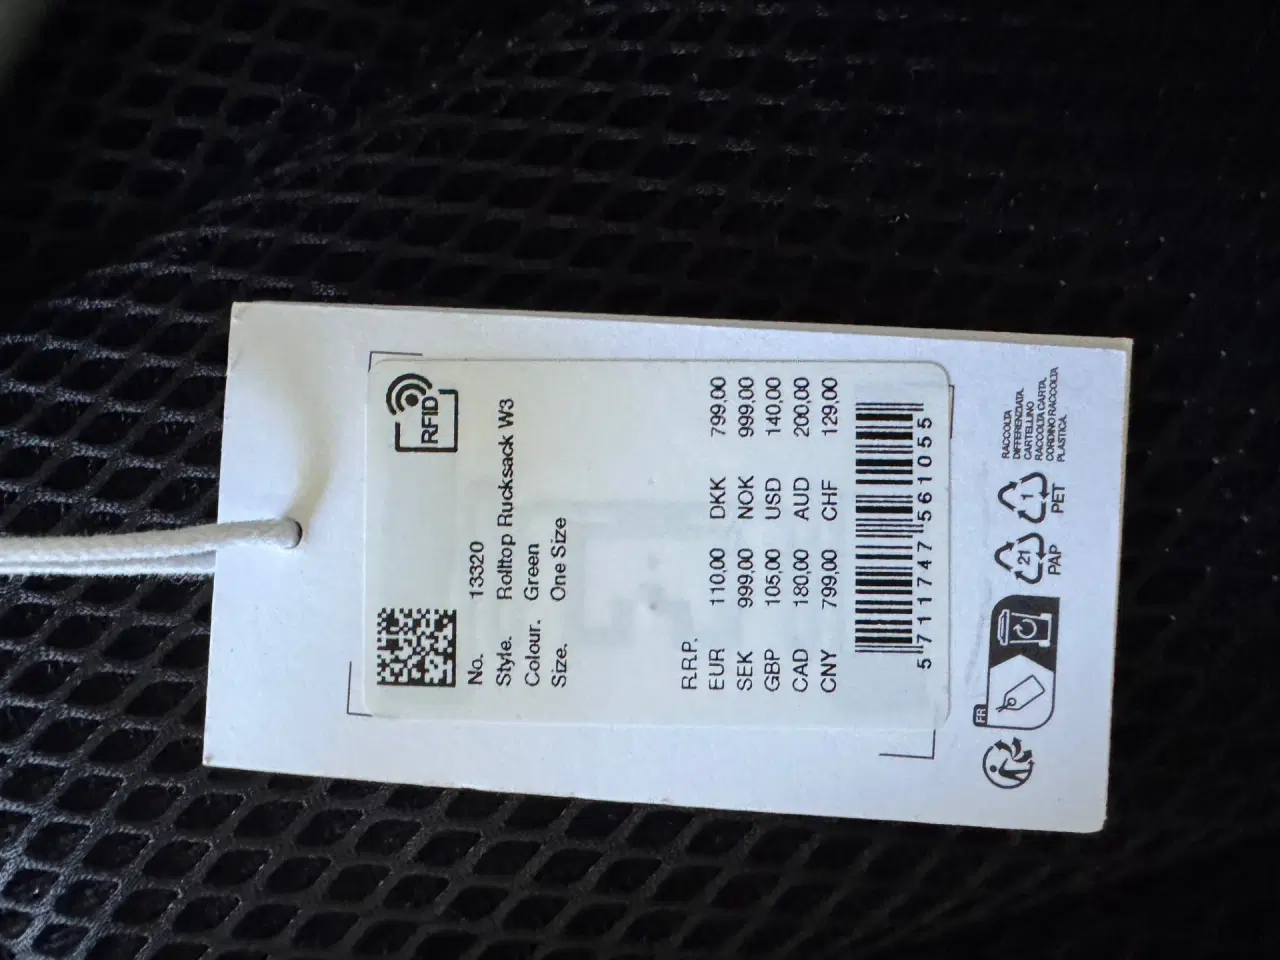 RFID
No. 13320
Style. Rolltop Rucksack W3
Colour. Green
Size. One Size
R.R.P.
EUR 110,00 DKK 799,00
SEK 999,00 NOK 999,00
GBP 105,00 USD 140,00
CAD 180,00 AUD 200,00
CNY 799,00 CHF 129,00
5 711747 561055
FR
21
PAP
1
PET
RACCOLTA
DIFFERENZIATA.
CARTELLINO
RACCOLTA CARTA.
CORDINO RACCOLTA
PLASTICA.